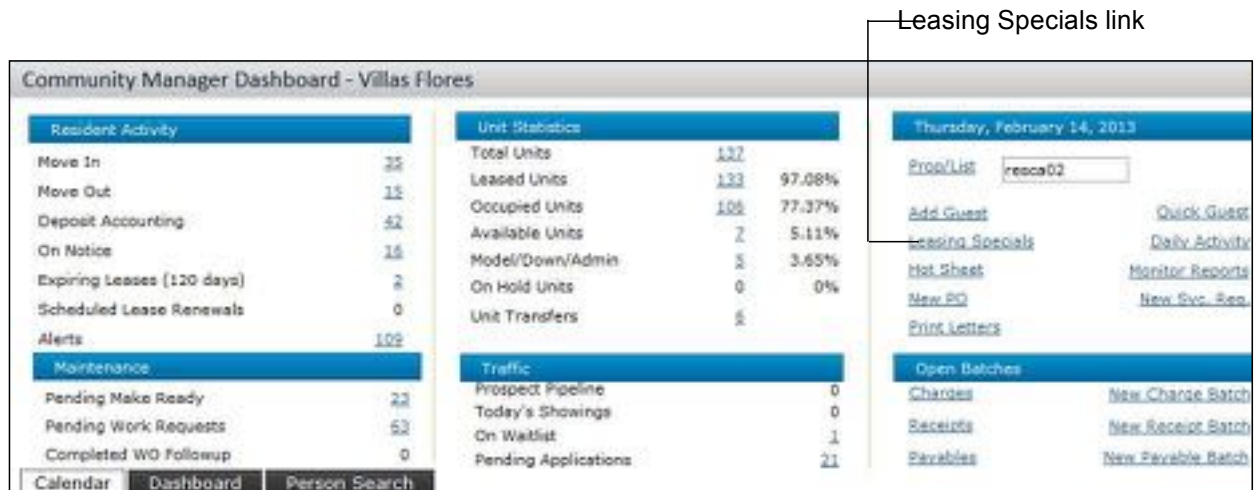 Leasing Specials link
Community Manager Dashboard - Villas Flores
Resident Activity
Move In 35
Move Out 15
Deposit Accounting 42
On Notice 16
Expiring Leases (120 days) 2
Scheduled Lease Renewals 0
Alerts 109
Maintenance
Pending Make Ready 23
Pending Work Requests 63
Completed WO Followup 0
Calendar Dashboard Person Search
Unit Statistics
Total Units 137
Leased Units 133 97.08%
Occupied Units 106 77.37%
Available Units 7 5.11%
Model/Down/Admin 5 3.65%
On Hold Units 0 0%
Unit Transfers 6
Traffic
Prospect Pipeline 0
Today's Showings 0
On Waitlist 1
Pending Applications 21
Thursday, February 14, 2013
Prop/List resca02
Add Guest Quick Guest
Leasing Specials Daily Activity
Hot Sheet Monitor Reports
New PO New Svc. Req.
Print Letters
Open Batches
Charges New Charge Batch
Receipts New Receipt Batch
Payables New Payable Batch